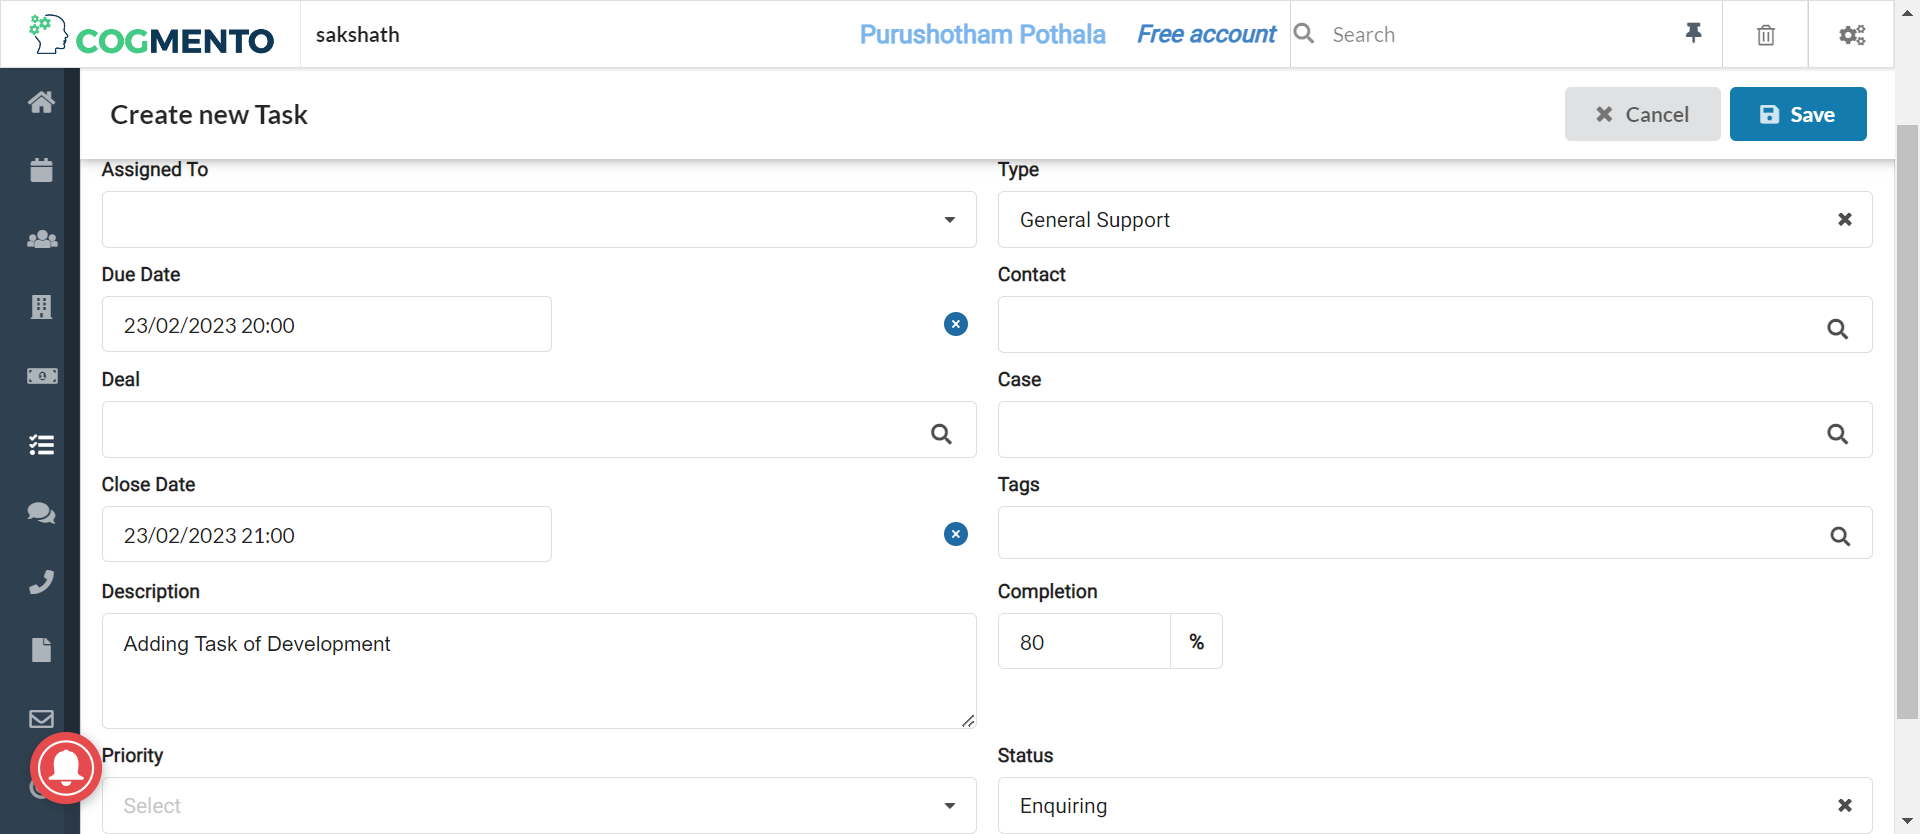 COGMENTO
sakshath
Purushotham Pothala
Free account
Search
Create new Task
Cancel
Save
Assigned To
Type
General Support
Due Date
Contact
23/02/2023 20:00
Deal
Case
Close Date
Tags
23/02/2023 21:00
Description
Completion
Adding Task of Development
80
%
Priority
Status
Select
Enquiring